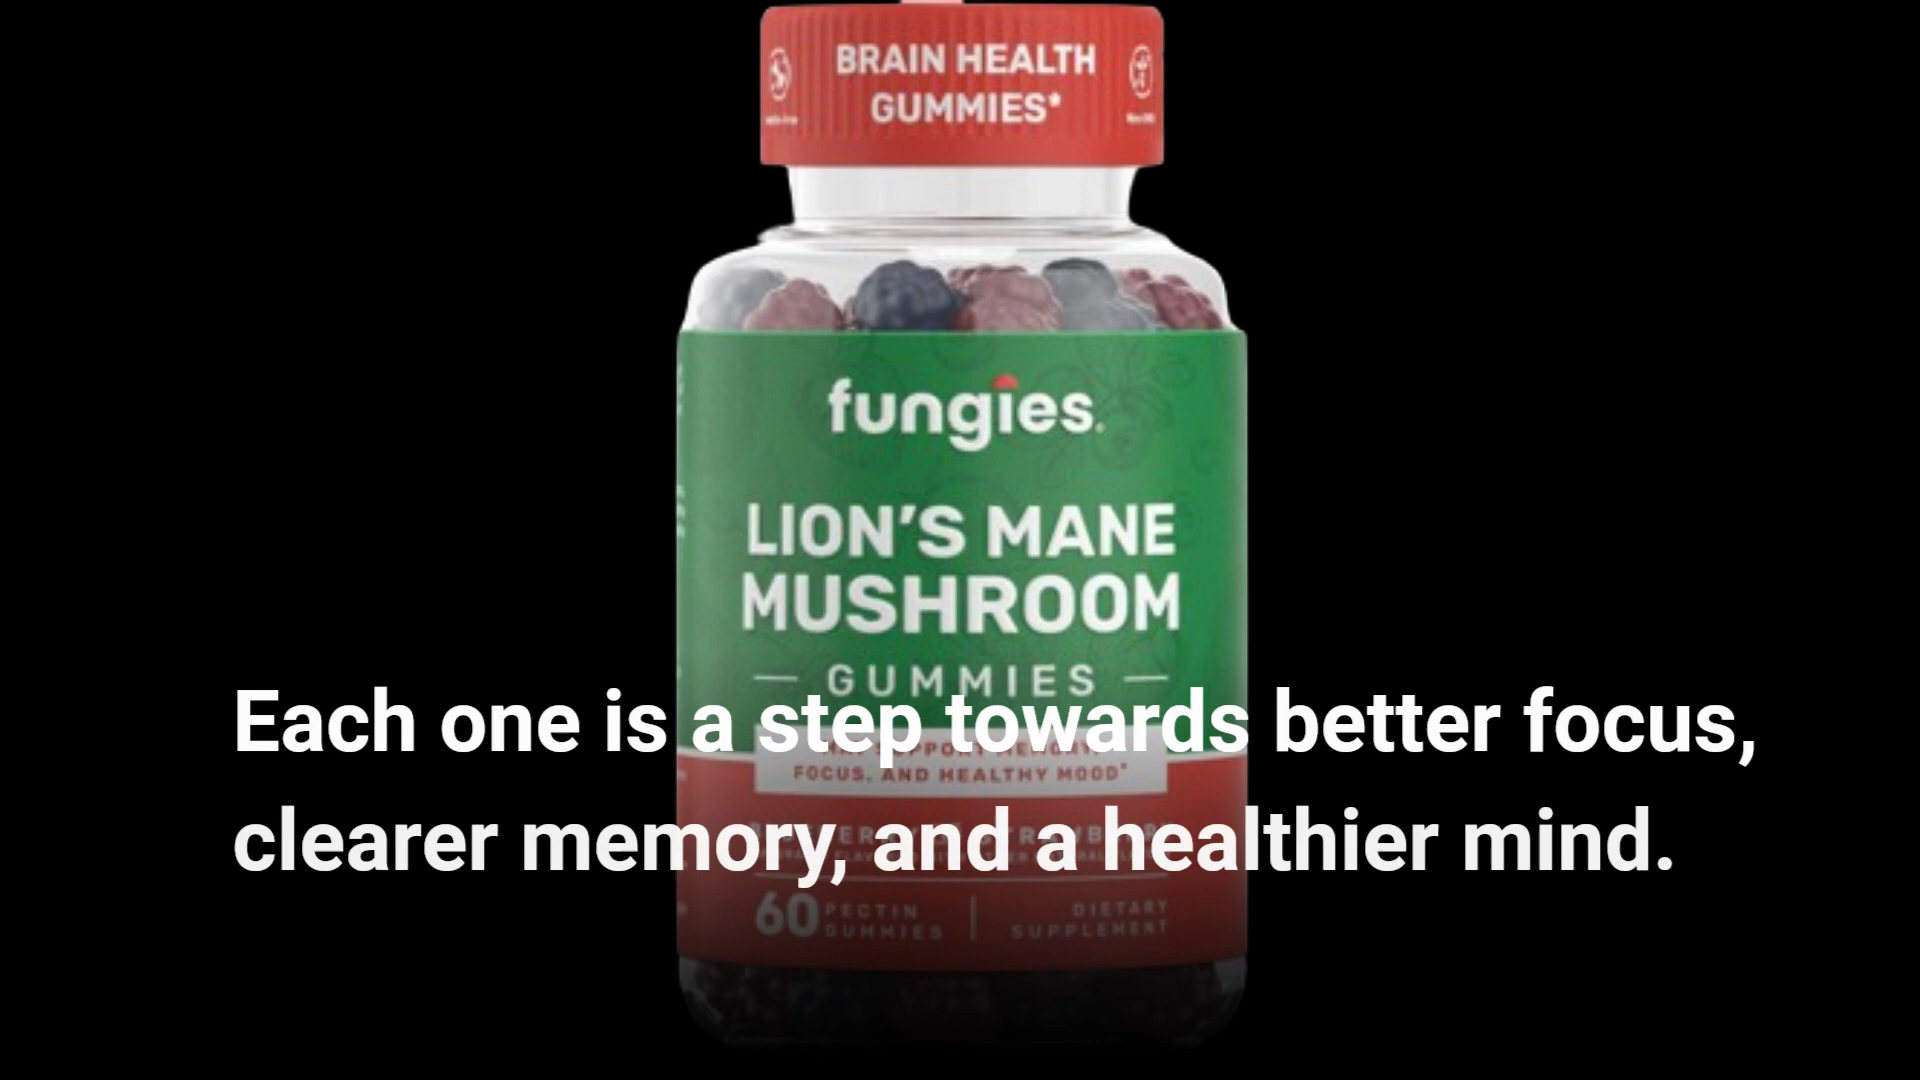 BRAIN HEALTH
GUMMIES*
fungies.
LION'S MANE
MUSHROOM
GUMMIES
Each one is a step towards better focus,
FOCUS, AND HEALTHY MOOD*
clearer memory, and a healthier mind.
60 PECTIN
GUMMIES
DIETARY
SUPPLEMENT